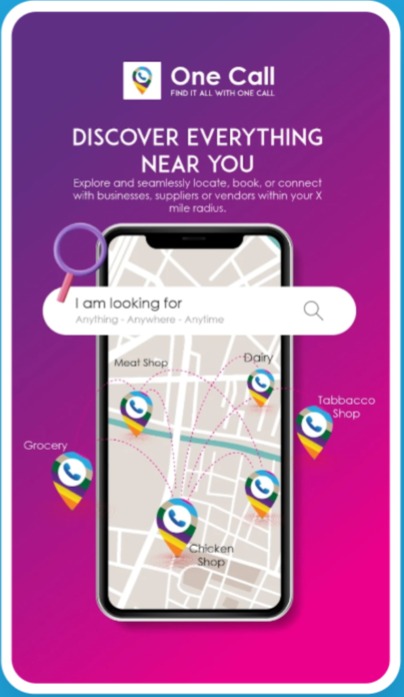 One Call
FIND IT ALL WITH ONE CALL
DISCOVER EVERYTHING
NEAR YOU
Explore and seamlessly locate, book, or connect
with businesses, suppliers or vendors within your X
mile radius.
I am looking for
Anything - Anywhere - Anytime
Meat Shop
Dairy
Tabbacco
Shop
Grocery
Chicken
Shop